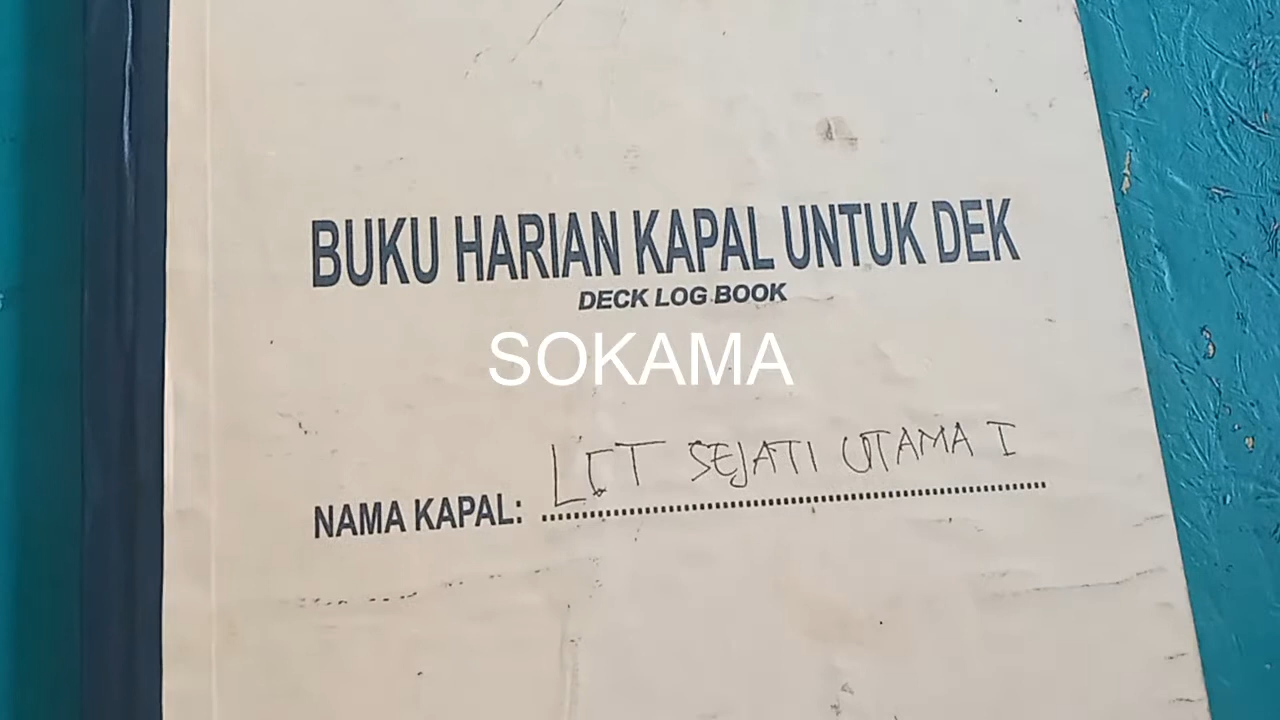 BUKU HARIAN KAPAL UNTUK DEK
DECK LOG BOOK
SOKAMA
NAMA KAPAL: LCT SEJATI UTAMA I